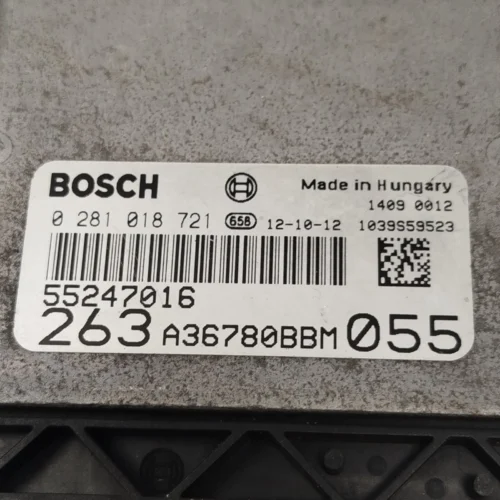 BOSCH Made in Hungary
1409 0012
0 281 018 721 658 12-10-12 1039S59523
55247016
263 A36780BBM 055